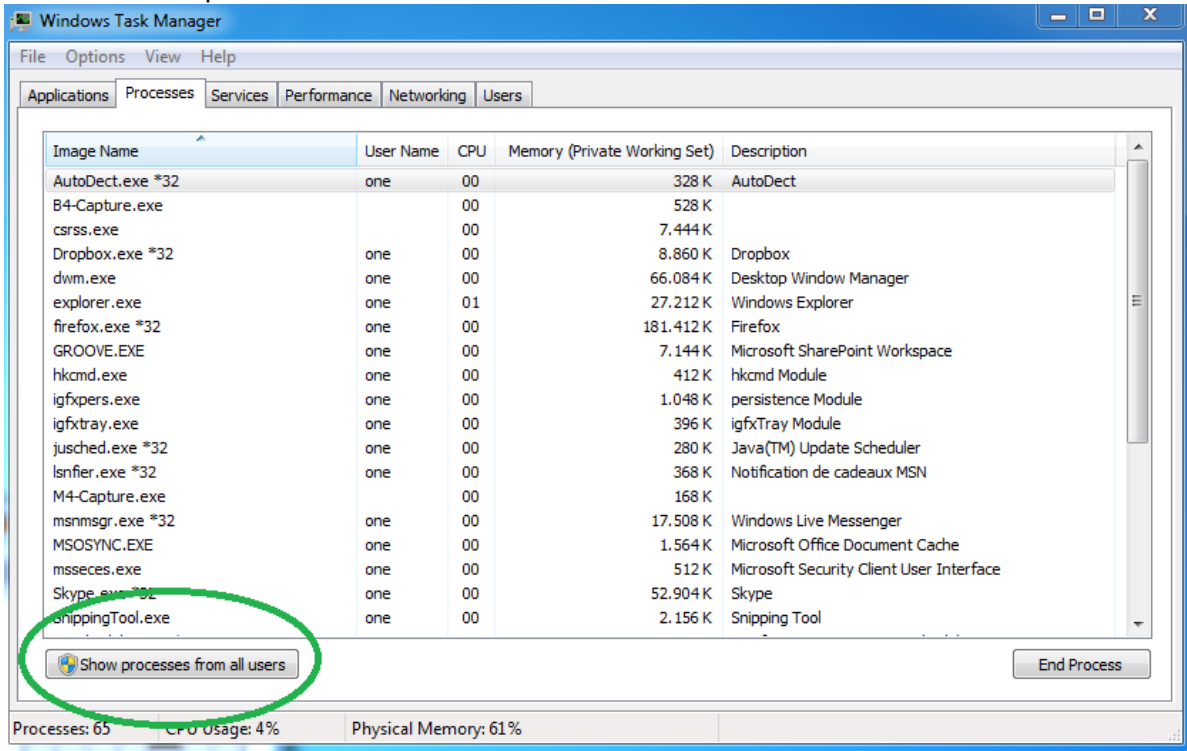 Windows Task Manager
File Options View Help
Applications Processes Services Performance Networking Users
Image Name User Name CPU Memory (Private Working Set) Description
AutoDect.exe *32 one 00 328 K AutoDect
B4-Capture.exe 00 528 K
csrss.exe 00 7.444 K
Dropbox.exe *32 one 00 8.860 K Dropbox
dwm.exe one 00 66.084 K Desktop Window Manager
explorer.exe one 01 27.212 K Windows Explorer
firefox.exe *32 one 00 181.412 K Firefox
GROOVE.EXE one 00 7.144 K Microsoft SharePoint Workspace
hkcmd.exe one 00 412 K hkcmd Module
igfxpers.exe one 00 1.048 K persistence Module
igfxtray.exe one 00 396 K igfxTray Module
jusched.exe *32 one 00 280 K Java(TM) Update Scheduler
lsnfier.exe *32 one 00 368 K Notification de cadeaux MSN
M4-Capture.exe 00 168 K
msnmsgr.exe *32 one 00 17.508 K Windows Live Messenger
MSOSYNC.EXE one 00 1.564 K Microsoft Office Document Cache
msseces.exe one 00 512 K Microsoft Security Client User Interface
Skype.exe *32 one 00 52.904 K Skype
SnippingTool.exe one 00 2.156 K Snipping Tool
Show processes from all users End Process
Processes: 65 CPU Usage: 4% Physical Memory: 61%